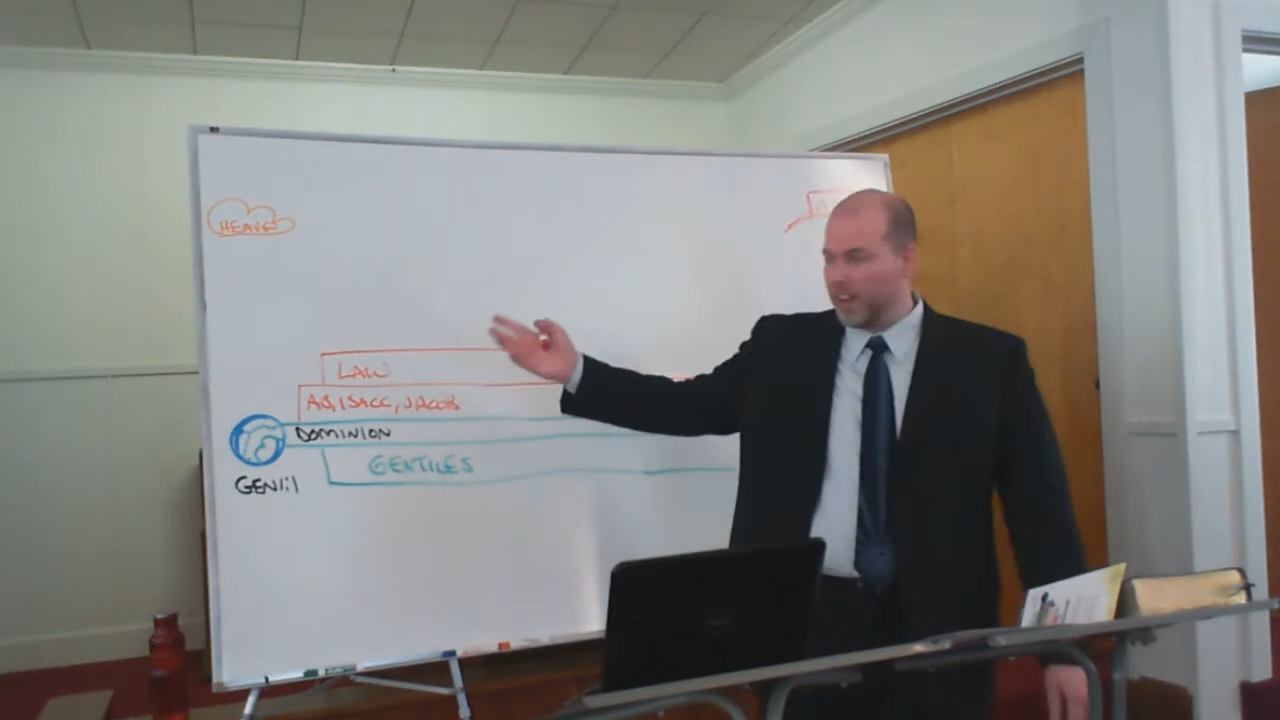 HEAVEN
LAW
AB, ISACC, JACOB
DOMINION
GENTILES
GEN 1:1